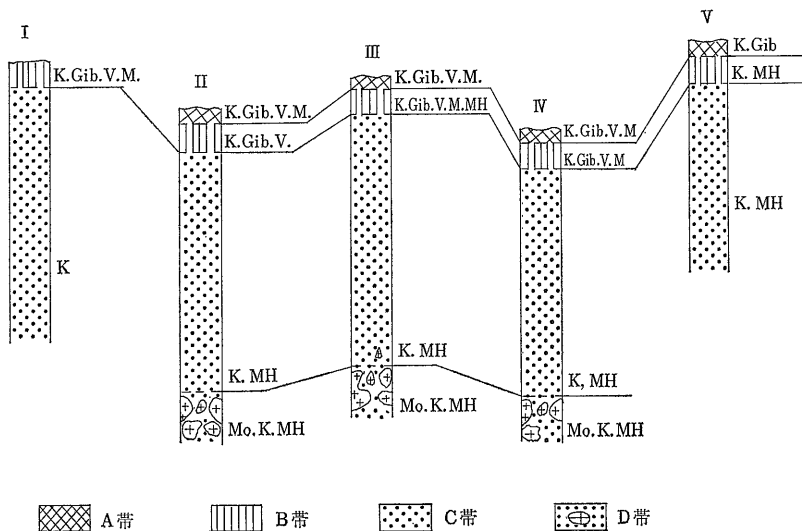 I
K.Gib.V.M.
K
II
K.Gib.V.M.
K.Gib.V.
K. MH
Mo.K.MH
III
K.Gib.V.M.
K.Gib.V.M.MH
K. MH
Mo.K.MH
IV
K.Gib.V.M
K.Gib.V.M
K, MH
Mo.K.MH
V
K.Gib
K. MH
K. MH
A帯
B帯
C帯
D帯